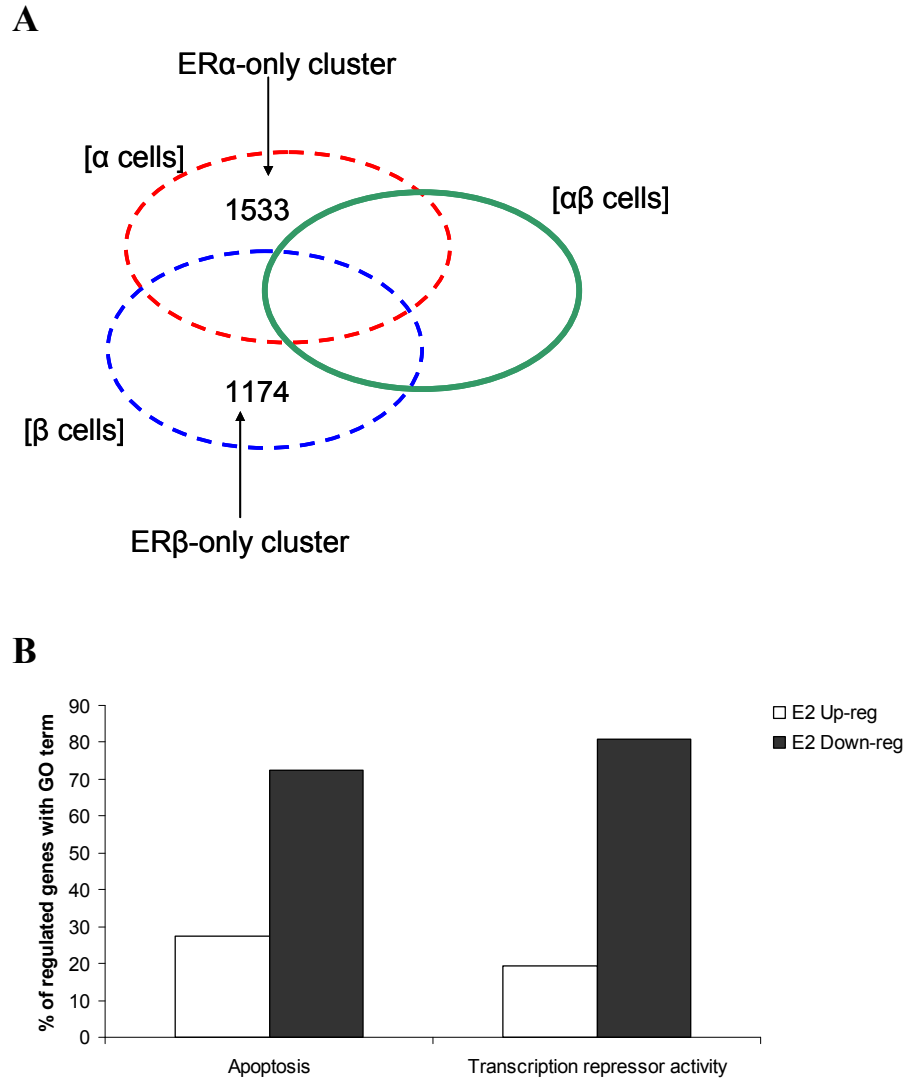 A
ERα-only cluster
[α cells]
1533
[αβ cells]
1174
[β cells]
ERβ-only cluster
B
% of regulated genes with GO term
90
80
70
60
50
40
30
20
10
0
Apoptosis
Transcription repressor activity
E2 Up-reg
E2 Down-reg